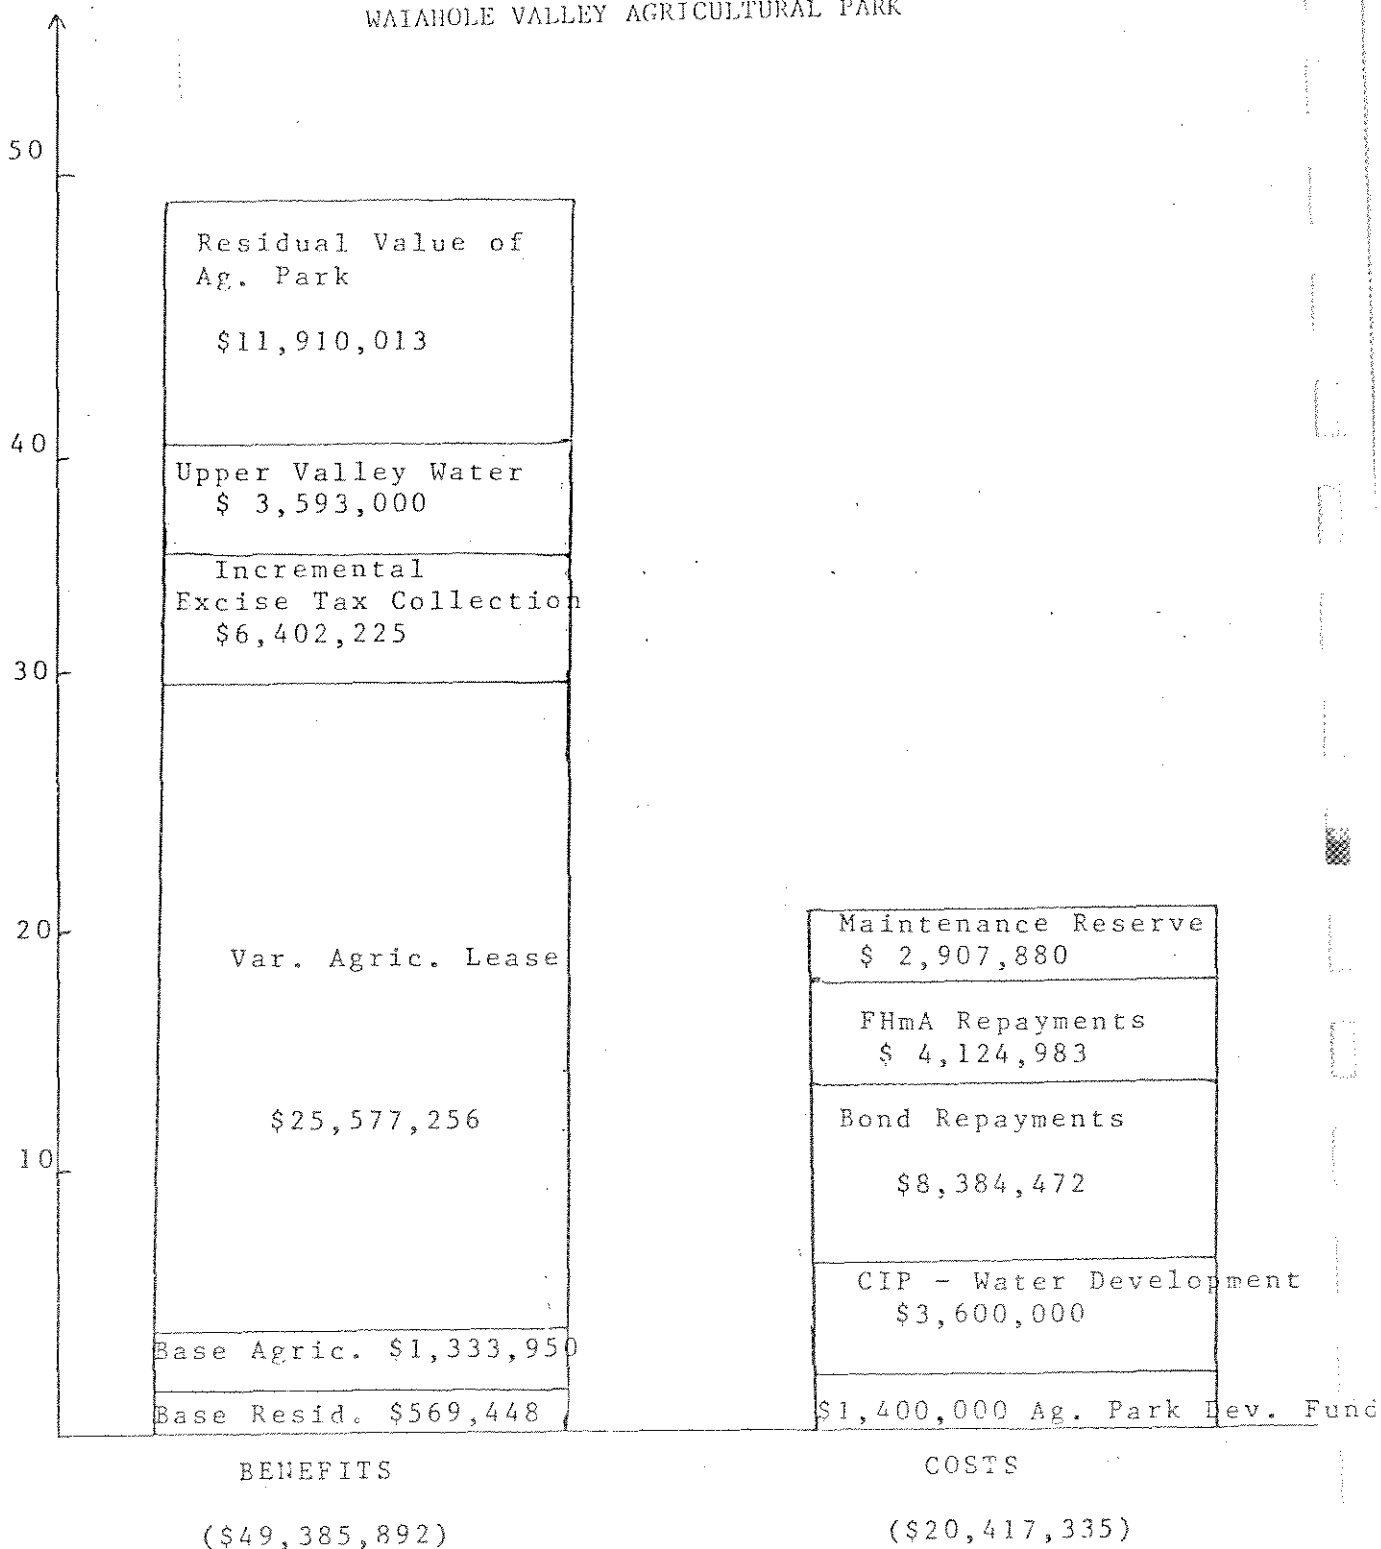 WAIAHOLE VALLEY AGRICULTURAL PARK
50
Residual Value of
Ag. Park
$11,910,013
40
Upper Valley Water
$ 3,593,000
Incremental
Excise Tax Collection
$6,402,225
30
20
Var. Agric. Lease
$25,577,256
10
Base Agric. $1,333,950
Base Resid. $569,448
Maintenance Reserve
$ 2,907,880
FHmA Repayments
$ 4,124,983
Bond Repayments
$8,384,472
CIP - Water Development
$3,600,000
$1,400,000 Ag. Park Dev. Fund
BENEFITS
COSTS
($49,385,892)
($20,417,335)